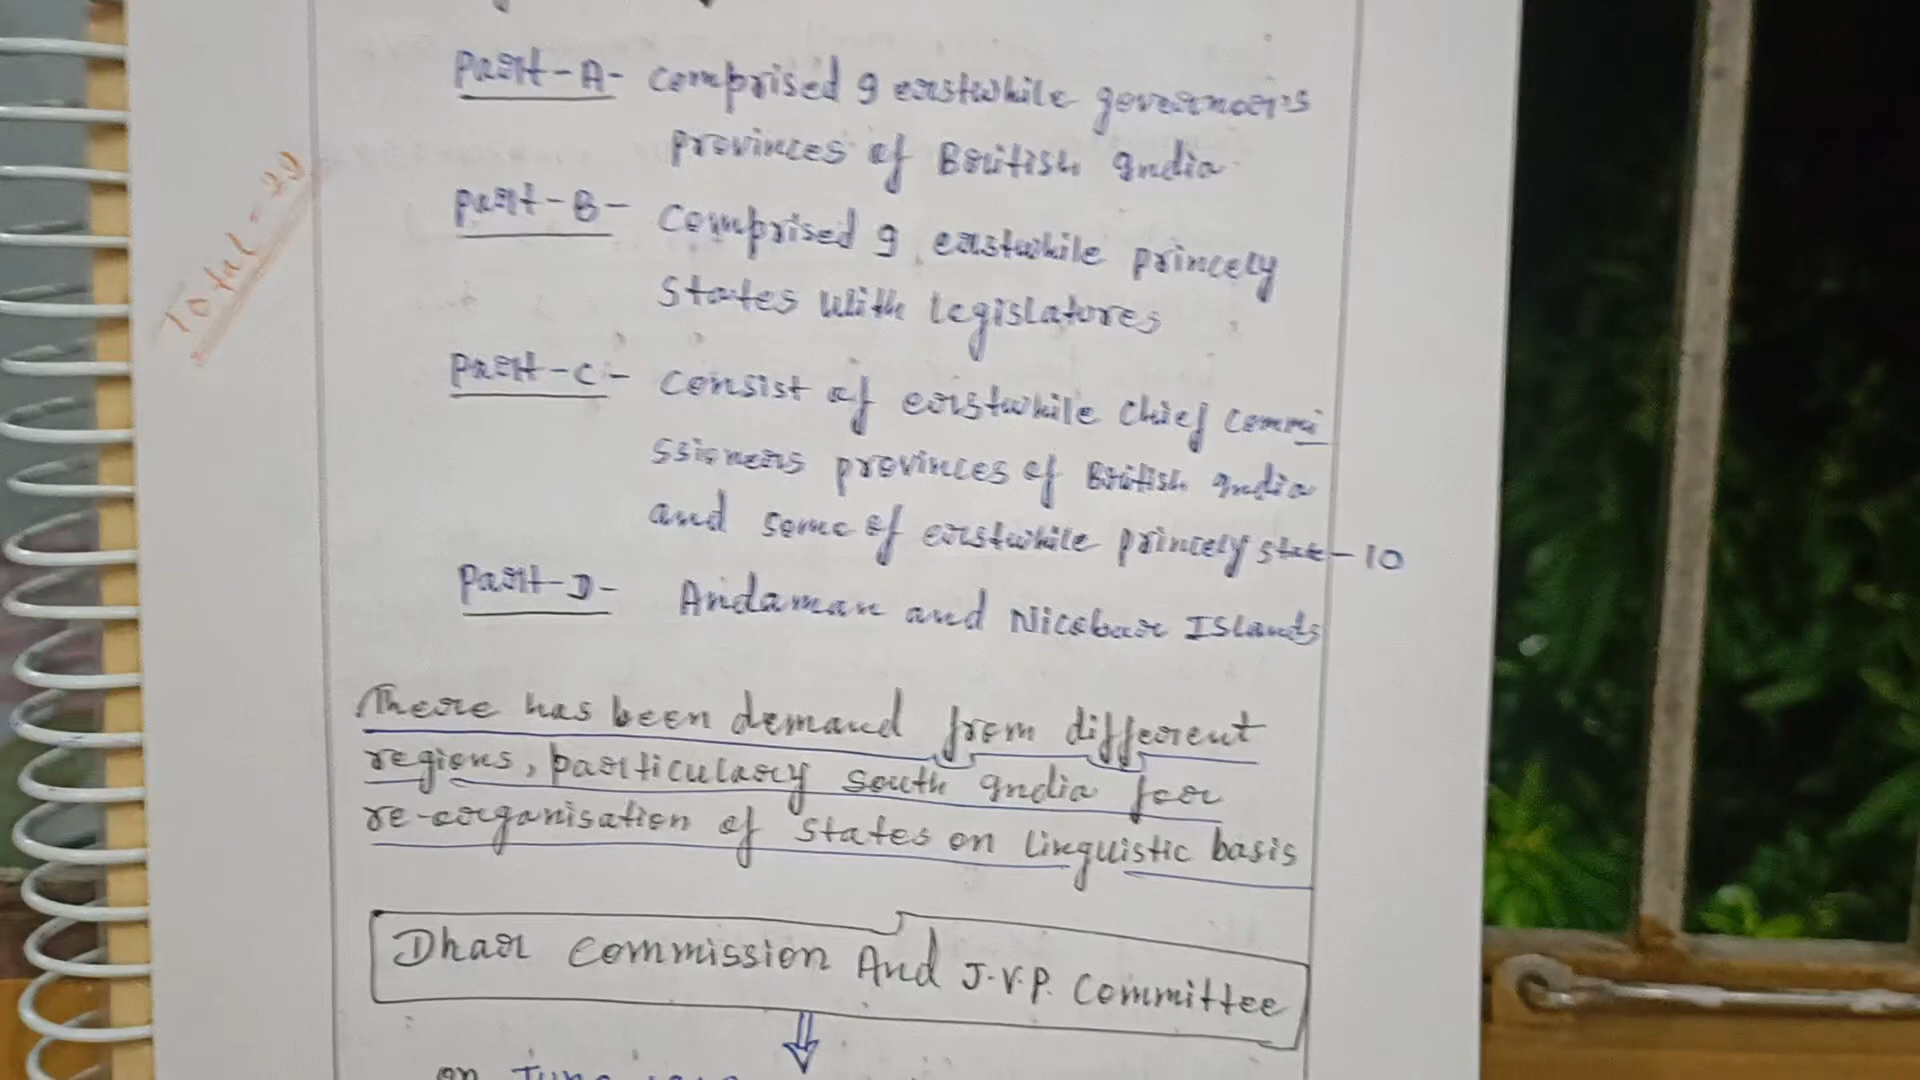 Part-A- comprised 9 erstwhile governer's
provinces of British India
Part-B- comprised 9 erstwhile princely
states with legislatures
Part-C:- consist of erstwhile chief commi
ssioners provinces of British India
and some of erstwhile princely state-10
Part-D- Andaman and Nicobar Islands
Total = 29
There has been demand from different
regions, particularly south India for
re-organisation of states on linguistic basis
Dhar Commission And J.V.P. Committee
on June